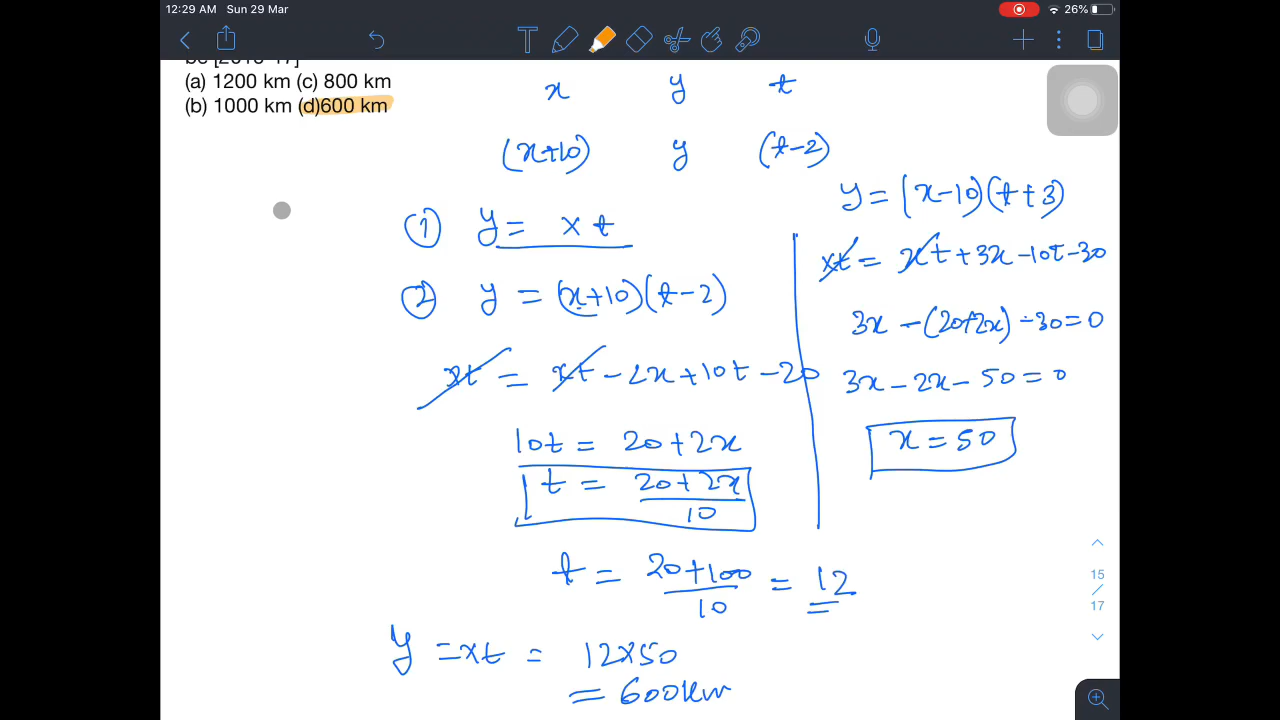 12:29 AM Sun 29 Mar
26%
(a) 1200 km (c) 800 km
(b) 1000 km (d)600 km
x y t
(x+10) y (t-2)
① y = xt
② y = (x+10)(t-2)
xt = xt - 2x + 10t - 20
10t = 20 + 2x
t = 20+2x/10
t = 20+100/10 = 12
y = xt = 12×50
= 600km
y = (x-10)(t+3)
xt = xt + 3x - 10t - 30
3x - (20+2x) - 30 = 0
3x - 2x - 50 = 0
x = 50
15
/
17